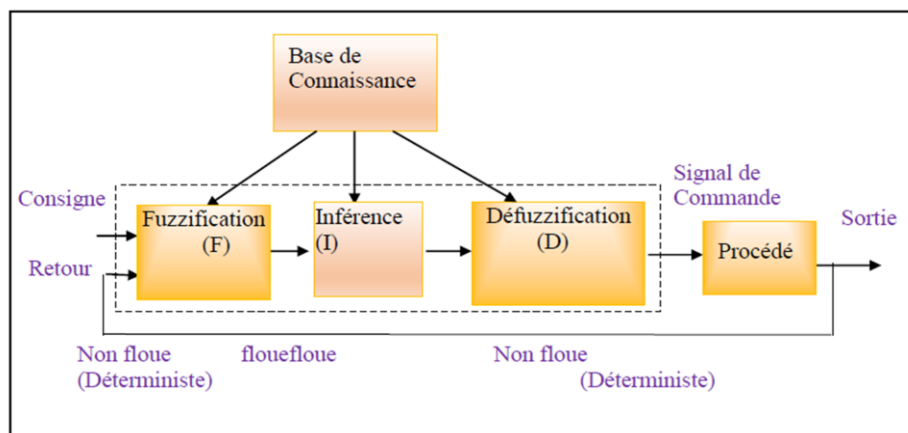 Base de
Connaissance
Signal de
Commande
Consigne
Fuzzification
(F)
Inférence
(I)
Défuzzification
(D)
Procédé
Sortie
Retour
Non floue
(Déterministe)
flouefloue
Non floue
(Déterministe)